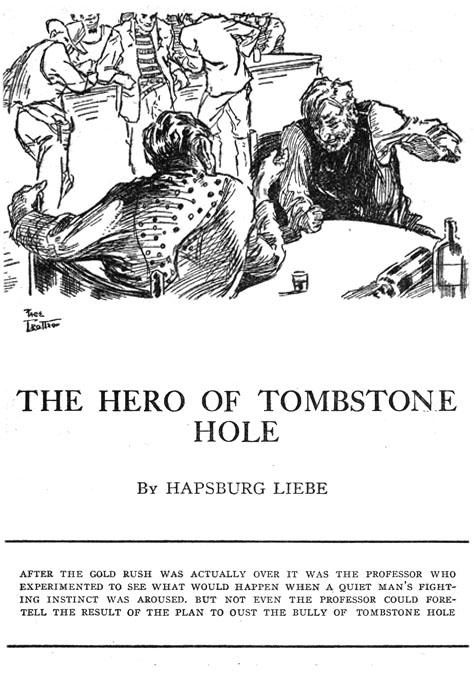 THE HERO OF TOMBSTONE
HOLE
By HAPSBURG LIEBE
AFTER THE GOLD RUSH WAS ACTUALLY OVER IT WAS THE PROFESSOR WHO
EXPERIMENTED TO SEE WHAT WOULD HAPPEN WHEN A QUIET MAN'S FIGHT-
ING INSTINCT WAS AROUSED. BUT NOT EVEN THE PROFESSOR COULD FORE-
TELL THE RESULT OF THE PLAN TO OUST THE BULLY OF TOMBSTONE HOLE